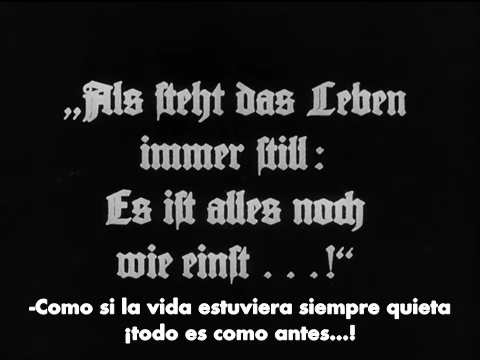 „Als steht das Leben
immer still:
Es ist alles noch
wie einst . . .!“
-Como si la vida estuviera siempre quieta
¡todo es como antes...!